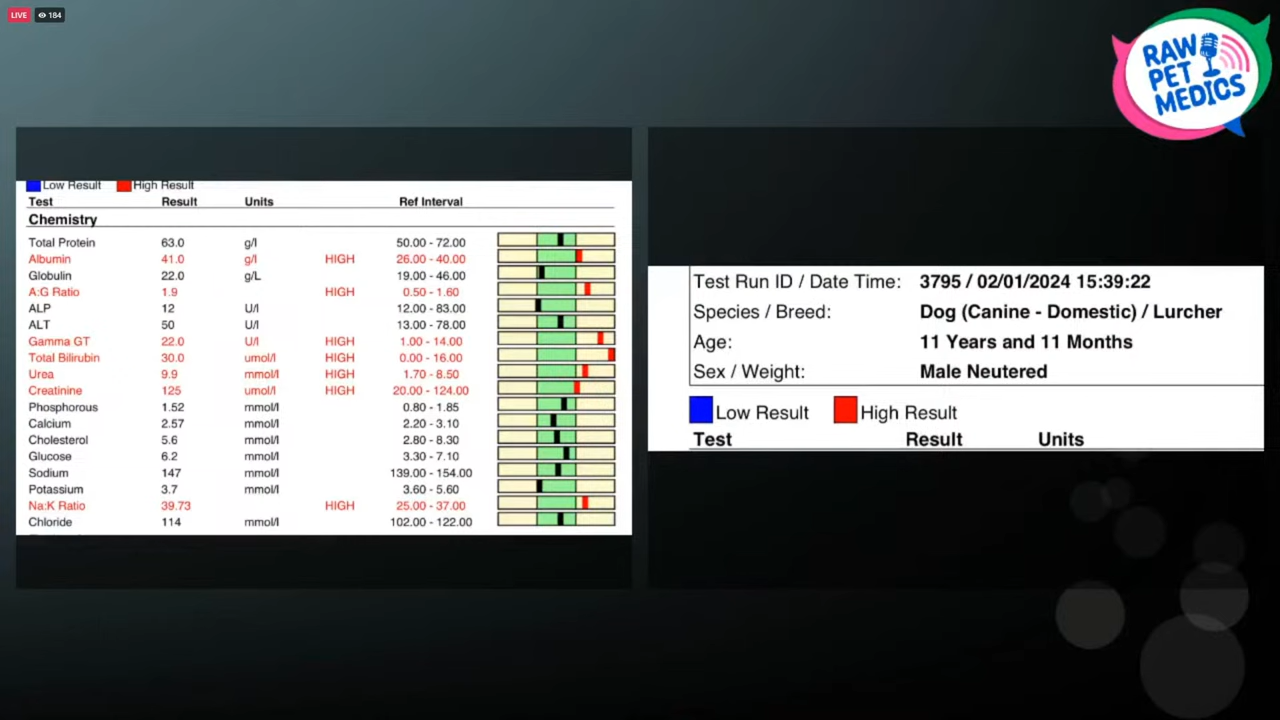 LIVE 184
RAW
PET
MEDICS
Low Result High Result
Test Result Units Ref Interval
Chemistry
Total Protein 63.0 g/l 50.00 - 72.00
Albumin 41.0 g/l HIGH 26.00 - 40.00
Globulin 22.0 g/L 19.00 - 46.00
A:G Ratio 1.9 HIGH 0.50 - 1.60
ALP 12 U/l 12.00 - 83.00
ALT 50 U/l 13.00 - 78.00
Gamma GT 22.0 U/l HIGH 1.00 - 14.00
Total Bilirubin 30.0 umol/l HIGH 0.00 - 16.00
Urea 9.9 mmol/l HIGH 1.70 - 8.50
Creatinine 125 umol/l HIGH 20.00 - 124.00
Phosphorous 1.52 mmol/l 0.80 - 1.85
Calcium 2.57 mmol/l 2.20 - 3.10
Cholesterol 5.6 mmol/l 2.80 - 8.30
Glucose 6.2 mmol/l 3.30 - 7.10
Sodium 147 mmol/l 139.00 - 154.00
Potassium 3.7 mmol/l 3.60 - 5.60
Na:K Ratio 39.73 HIGH 25.00 - 37.00
Chloride 114 mmol/l 102.00 - 122.00
Test Run ID / Date Time: 3795 / 02/01/2024 15:39:22
Species / Breed: Dog (Canine - Domestic) / Lurcher
Age: 11 Years and 11 Months
Sex / Weight: Male Neutered
Low Result High Result
Test Result Units